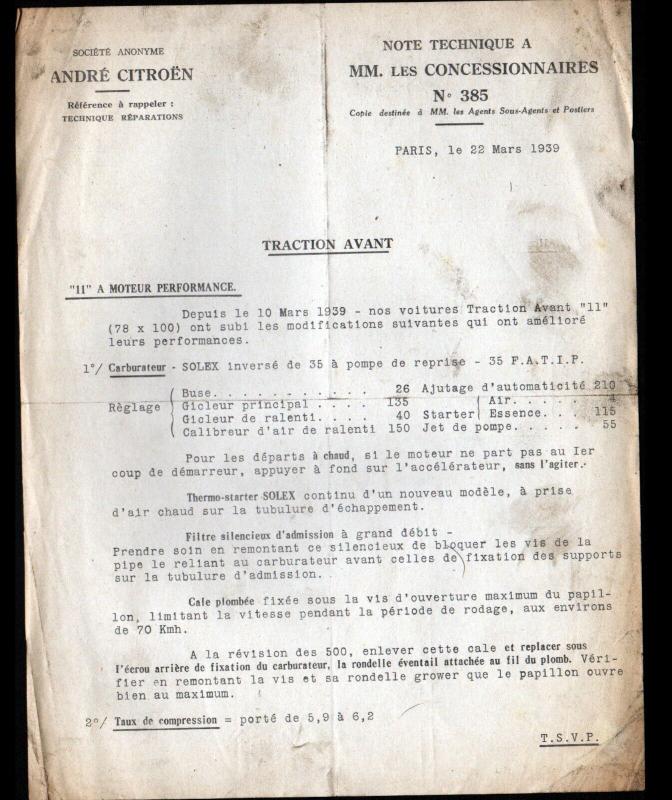 SOCIÉTÉ ANONYME
ANDRÉ CITROËN
Référence à rappeler :
TECHNIQUE RÉPARATIONS
NOTE TECHNIQUE A
MM. LES CONCESSIONNAIRES
N° 385
Copie destinée à MM. les Agents Sous-Agents et Postiers
PARIS, le 22 Mars 1939
TRACTION AVANT
"11" A MOTEUR PERFORMANCE.
Depuis le 10 Mars 1939 - nos voitures Traction Avant "11"
(78 x 100) ont subi les modifications suivantes qui ont amélioré
leurs performances.
1°/ Carburateur - SOLEX inversé de 35 à pompe de reprise - 35 F.A.T.I.P.
Buse. . . . . . . . . . . 26 Ajutage d'automaticité 210
Règlage Gicleur principal . . . . 135 Air. . . . . 4
Gicleur de ralenti. . . . 40 Starter Essence. . . 115
Calibreur d'air de ralenti 150 Jet de pompe. . . . . 55
Pour les départs à chaud, si le moteur ne part pas au Ier
coup de démarreur, appuyer à fond sur l'accélérateur, sans l'agiter.-
Thermo-starter SOLEX continu d'un nouveau modèle, à prise
d'air chaud sur la tubulure d'échappement.
Filtre silencieux d'admission à grand débit -
Prendre soin en remontant ce silencieux de bloquer les vis de la
pipe le reliant au carburateur avant celles de fixation des supports
sur la tubulure d'admission.
Cale plombée fixée sous la vis d'ouverture maximum du papil-
lon, limitant la vitesse pendant la période de rodage, aux environs
de 70 Kmh.
A la révision des 500, enlever cette cale et replacer sous
l'écrou arrière de fixation du carburateur, la rondelle éventail attachée au fil du plomb. Véri-
fier en remontant la vis et sa rondelle grower que le papillon ouvre
bien au maximum.
2°/ Taux de compression = porté de 5,9 à 6,2
T.S.V.P.